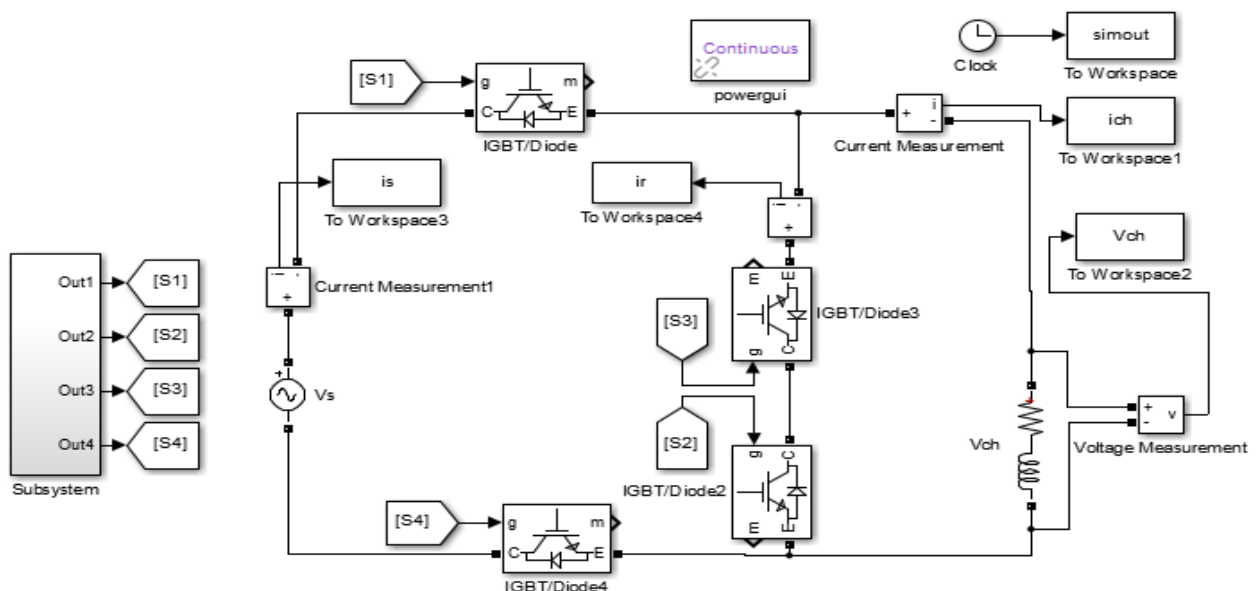 Continuous
powergui
Clock
simout
To Workspace
[S1]
g
m
C
E
IGBT/Diode
+
i
-
Current Measurement
ich
To Workspace1
is
To Workspace3
ir
To Workspace4
i
-
+
Vch
To Workspace2
Out1
[S1]
Out2
[S2]
Out3
[S3]
Out4
[S4]
Subsystem
i
-
+
Current Measurement1
+
Vs
m
E
g
C
IGBT/Diode3
[S3]
[S2]
g
C
m
E
IGBT/Diode2
+
Vch
+
-
v
Voltage Measurement
[S4]
g
m
C
E
IGBT/Diode4